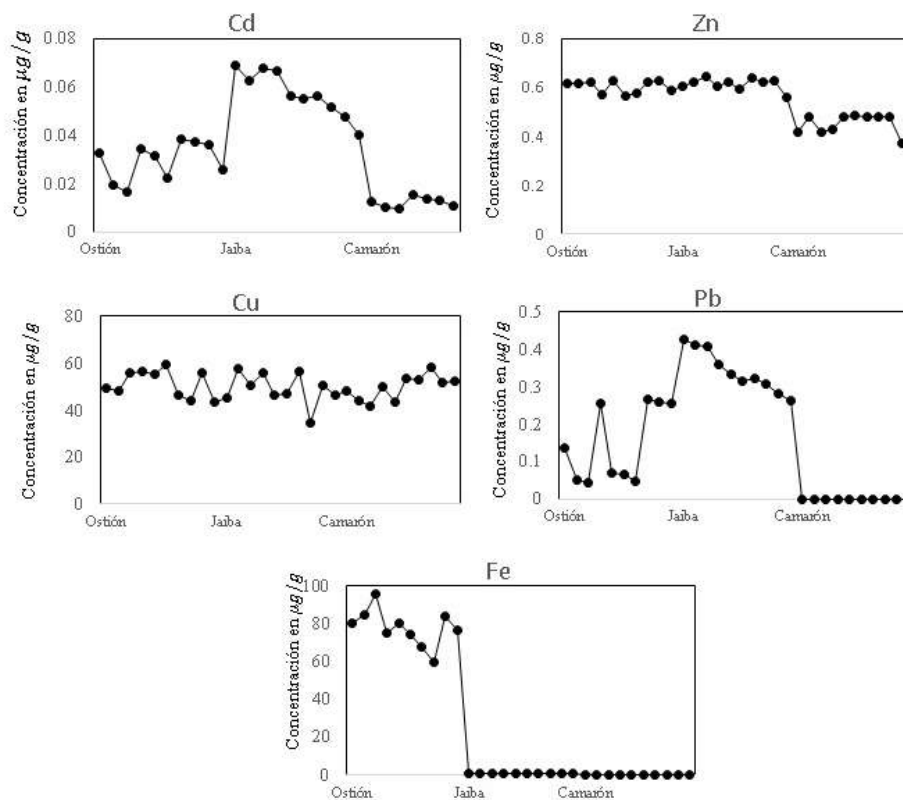 Cd
Concentración en μg/g
0.08
0.06
0.04
0.02
0
Ostión Jaiba Camarón
Zn
Concentración en μg/g
0.8
0.6
0.4
0.2
0
Ostión Jaiba Camarón
Cu
Concentración en μg/g
80
60
40
20
0
Ostión Jaiba Camarón
Pb
Concentración en μg/g
0.5
0.4
0.3
0.2
0.1
0
Ostión Jaiba Camarón
Fe
Concentración en μg/g
100
80
60
40
20
0
Ostión Jaiba Camarón